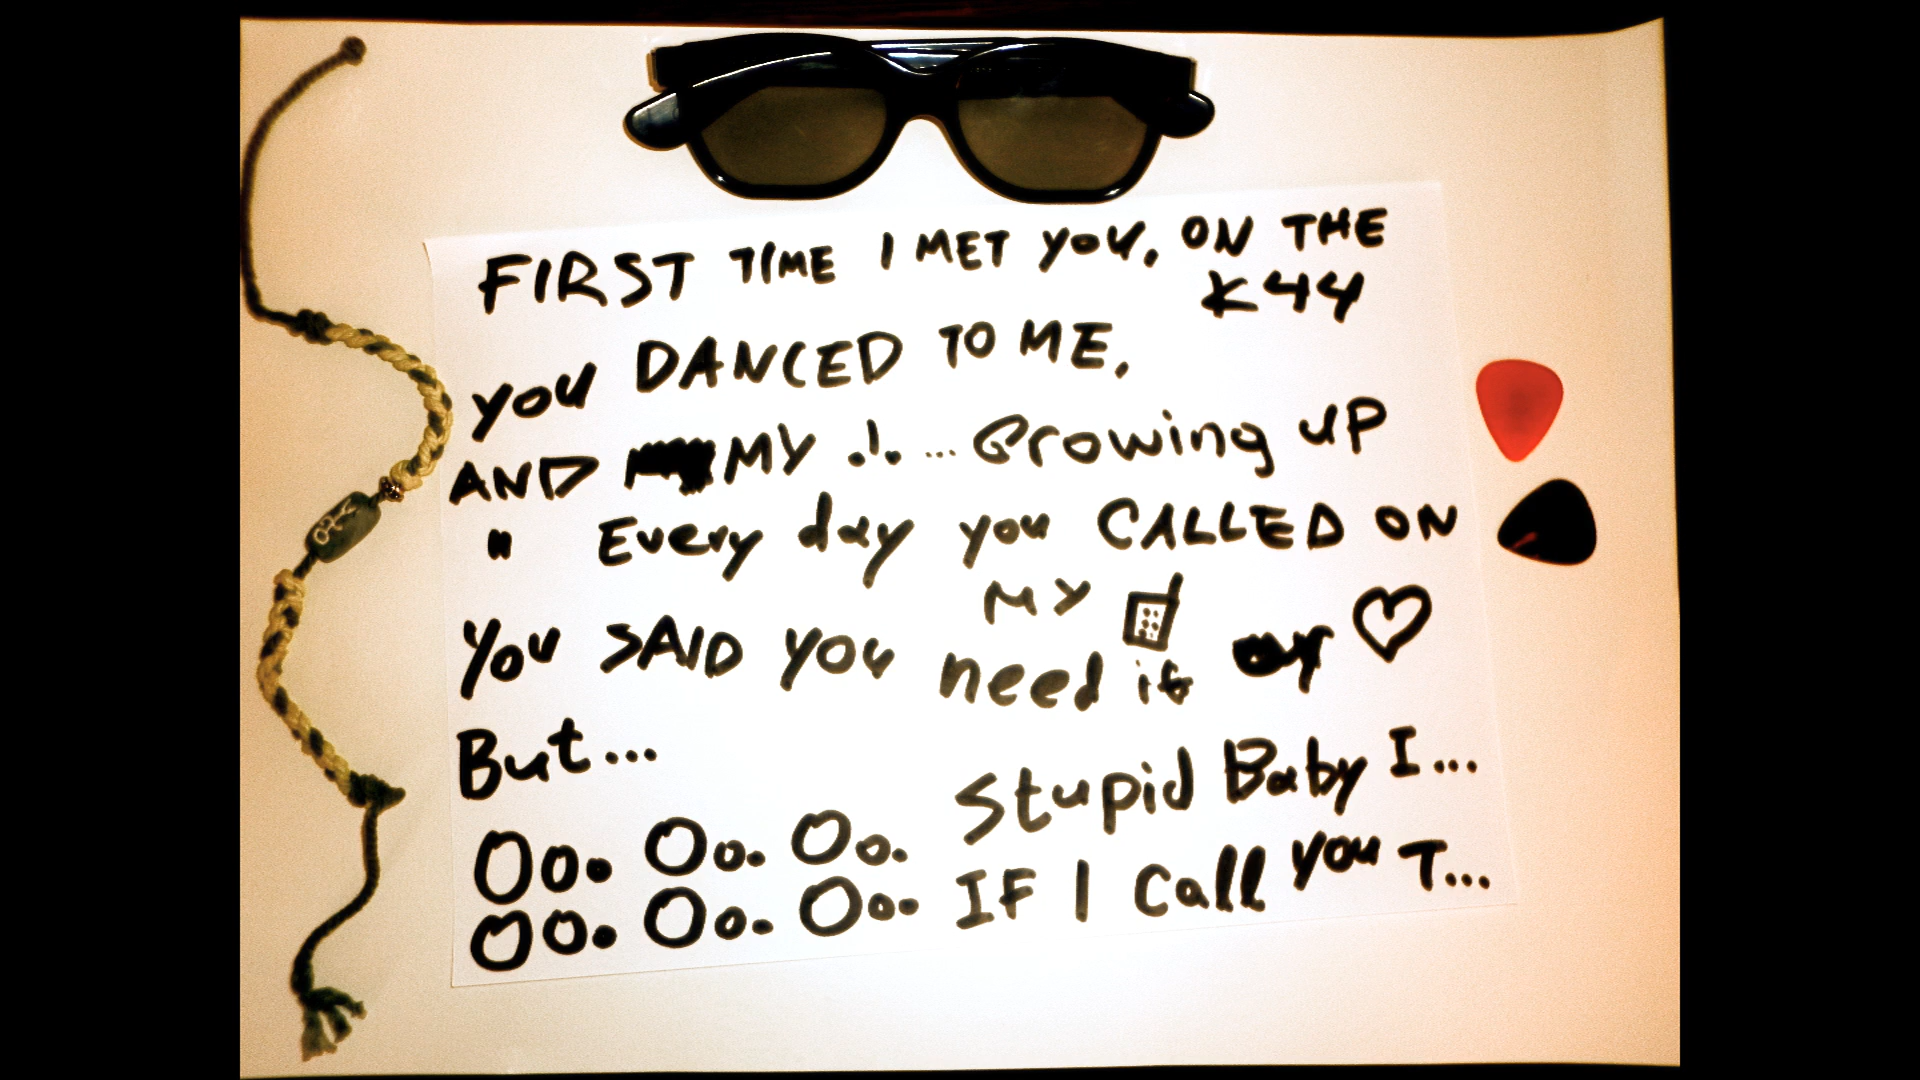 FIRST TIME I MET YOU, ON THE
K44
you DANCED TO ME,
AND MY .!. ... Growing UP
" Every day you CALLED ON
MY
You SAID you need it ♡
But...
Stupid Baby I...
Oo. Oo. Oo.
Oo. Oo. Oo. IF I Call you T...